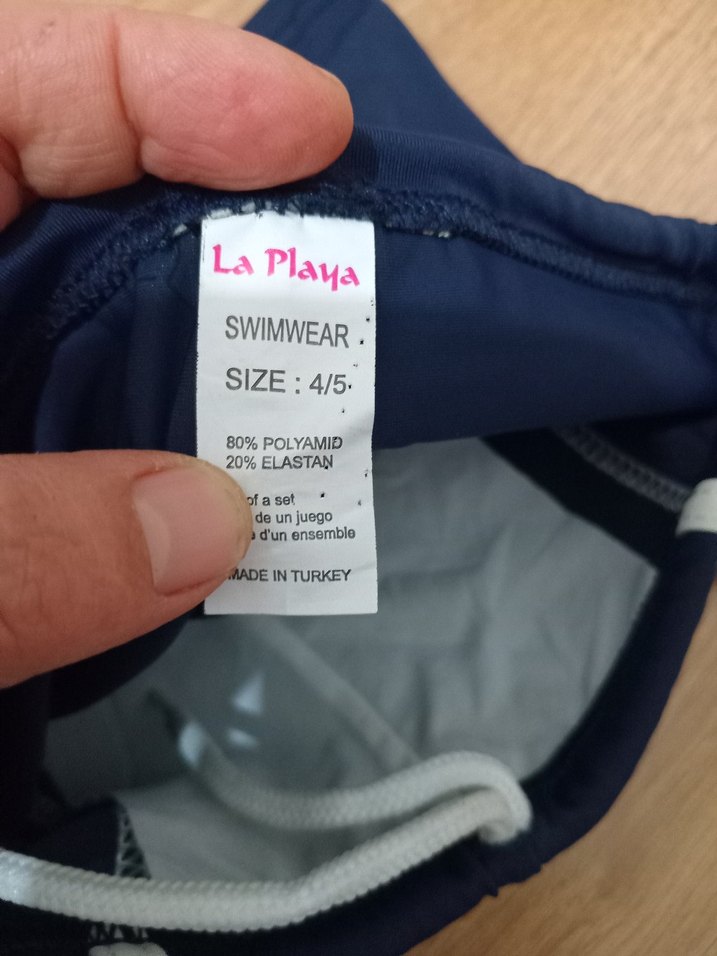 La Playa
SWIMWEAR
SIZE : 4/5
80% POLYAMID
20% ELASTAN
of a set
de un juego
d'un ensemble
MADE IN TURKEY